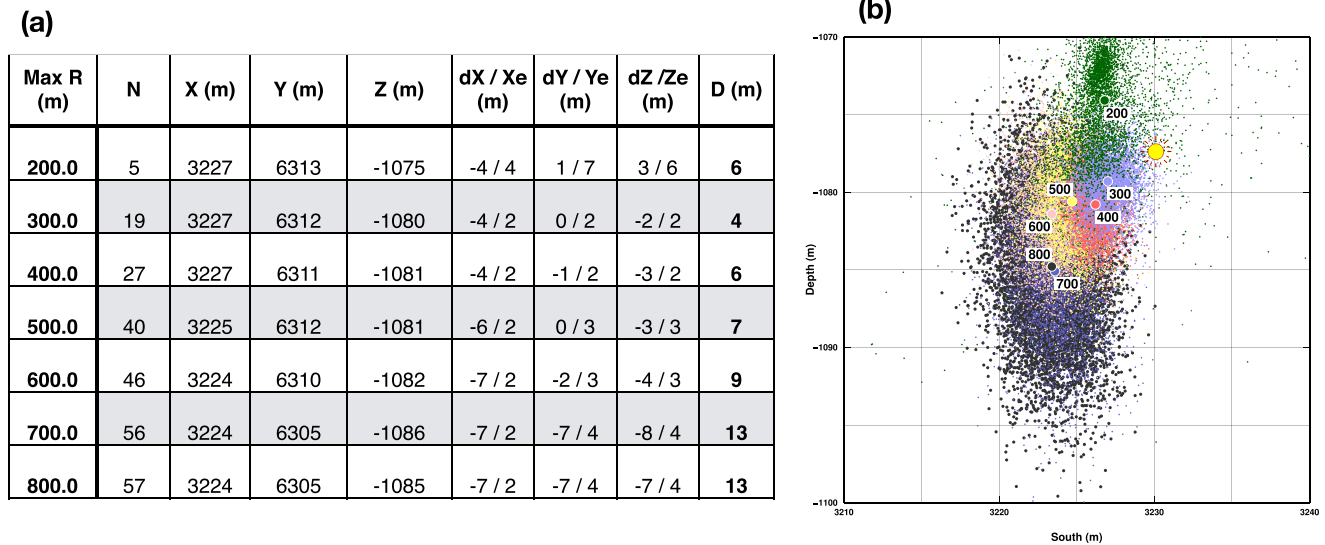 (a)
Max R (m) N X (m) Y (m) Z (m) dX / Xe (m) dY / Ye (m) dZ /Ze (m) D (m)
200.0 5 3227 6313 -1075 -4 / 4 1 / 7 3 / 6 6
300.0 19 3227 6312 -1080 -4 / 2 0 / 2 -2 / 2 4
400.0 27 3227 6311 -1081 -4 / 2 -1 / 2 -3 / 2 6
500.0 40 3225 6312 -1081 -6 / 2 0 / 3 -3 / 3 7
600.0 46 3224 6310 -1082 -7 / 2 -2 / 3 -4 / 3 9
700.0 56 3224 6305 -1086 -7 / 2 -7 / 4 -8 / 4 13
800.0 57 3224 6305 -1085 -7 / 2 -7 / 4 -7 / 4 13
(b)
−1070
−1080
−1090
−1100
Depth (m)
200
500
300
400
600
800
700
3210 3220 3230 3240
South (m)